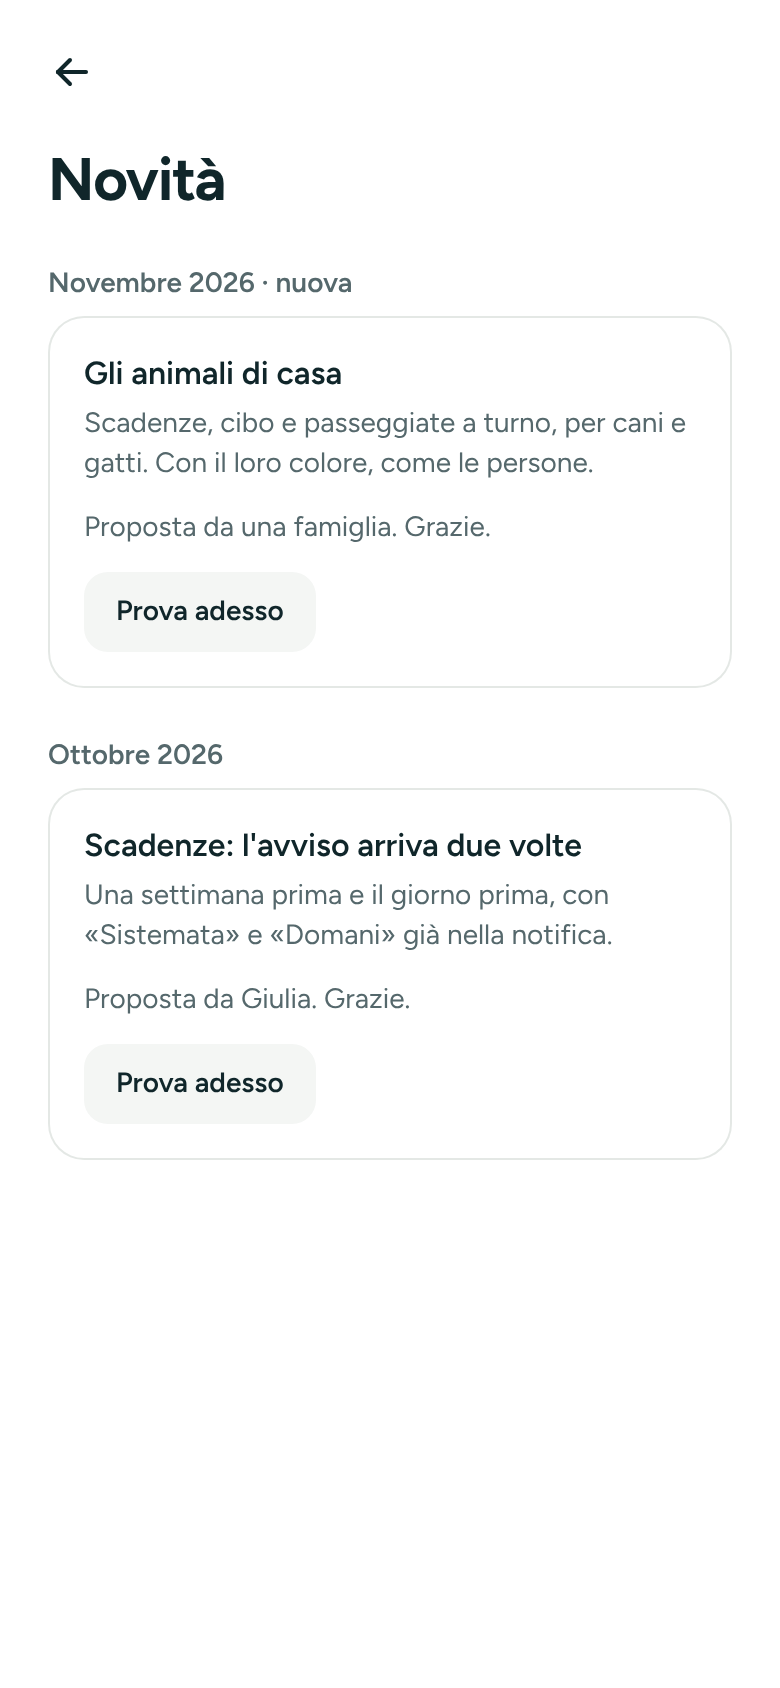 Novità
Novembre 2026 · nuova
Gli animali di casa
Scadenze, cibo e passeggiate a turno, per cani e
gatti. Con il loro colore, come le persone.
Proposta da una famiglia. Grazie.
Prova adesso
Ottobre 2026
Scadenze: l'avviso arriva due volte
Una settimana prima e il giorno prima, con
«Sistemata» e «Domani» già nella notifica.
Proposta da Giulia. Grazie.
Prova adesso